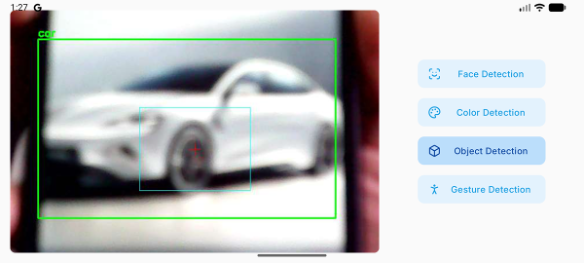 1:27 G
car
Face Detection
Color Detection
Object Detection
Gesture Detection